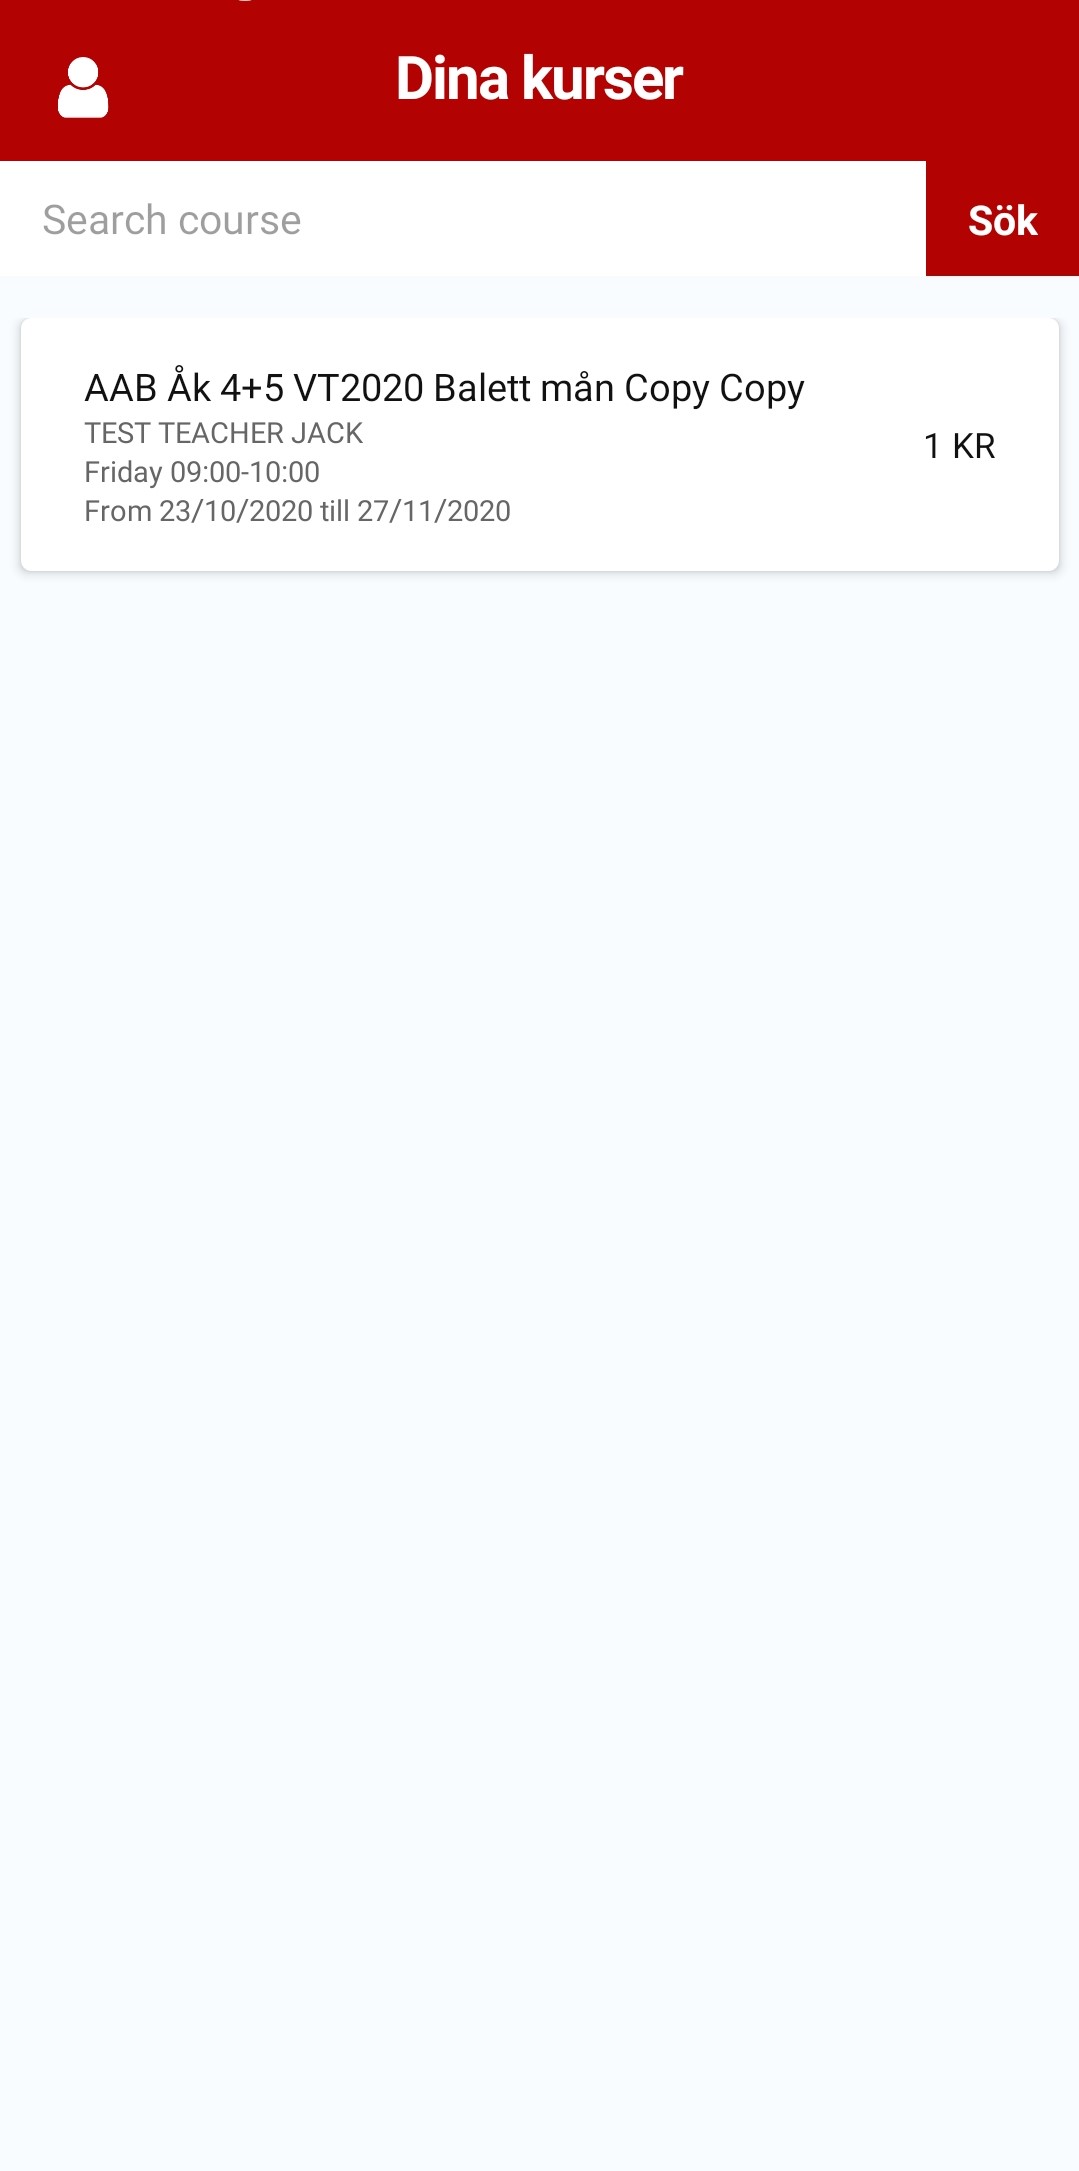 Dina kurser
Search course
Sök
AAB Åk 4+5 VT2020 Balett mån Copy Copy
TEST TEACHER JACK
1 KR
Friday 09:00-10:00
From 23/10/2020 till 27/11/2020